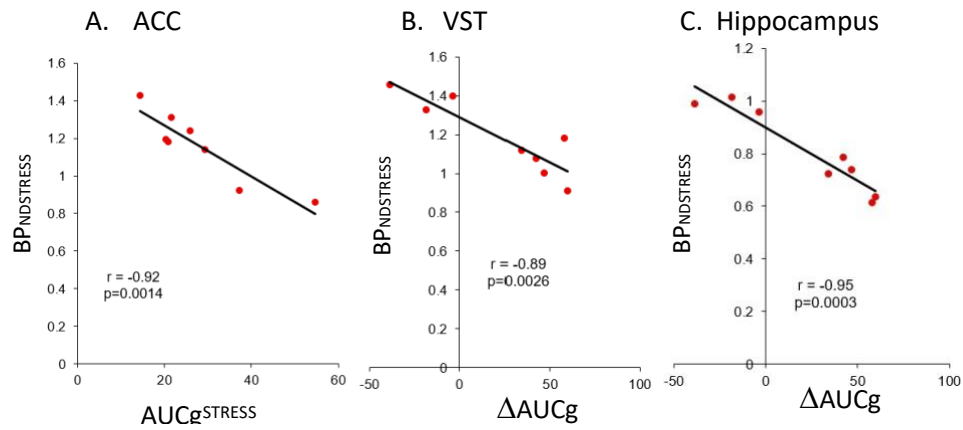 A. ACC
1.6
1.4
1.2
1
0.8
0.6
0.4
0.2
0
0
20
40
60
BPNDSTRESS
r = -0.92
p=0.0014
AUCgSTRESS
B. VST
1.6
1.4
1.2
1
0.8
0.6
0.4
0.2
0
-50
0
50
100
BPNDSTRESS
r = -0.89
p=0.0026
ΔAUCg
C. Hippocampus
1.2
1
0.8
0.6
0.4
0.2
0
-50
0
50
100
BPNDSTRESS
r = -0.95
p=0.0003
ΔAUCg